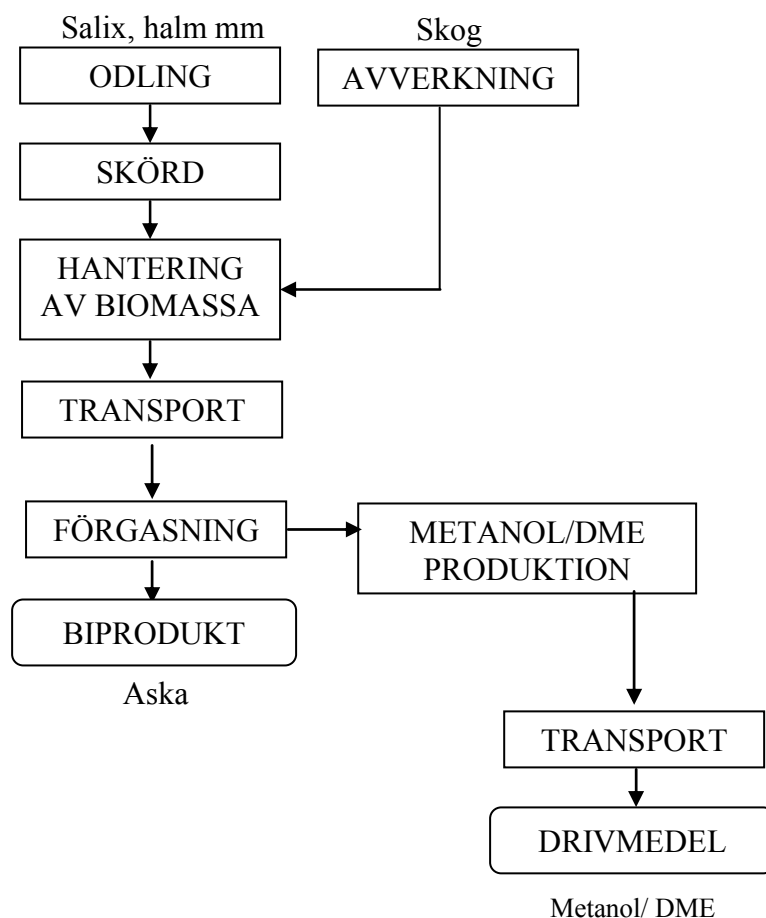 Salix, halm mm
Skog
ODLING
AVVERKNING
SKÖRD
HANTERING
AV BIOMASSA
TRANSPORT
FÖRGASNING
METANOL/DME
PRODUKTION
BIPRODUKT
Aska
TRANSPORT
DRIVMEDEL
Metanol/ DME